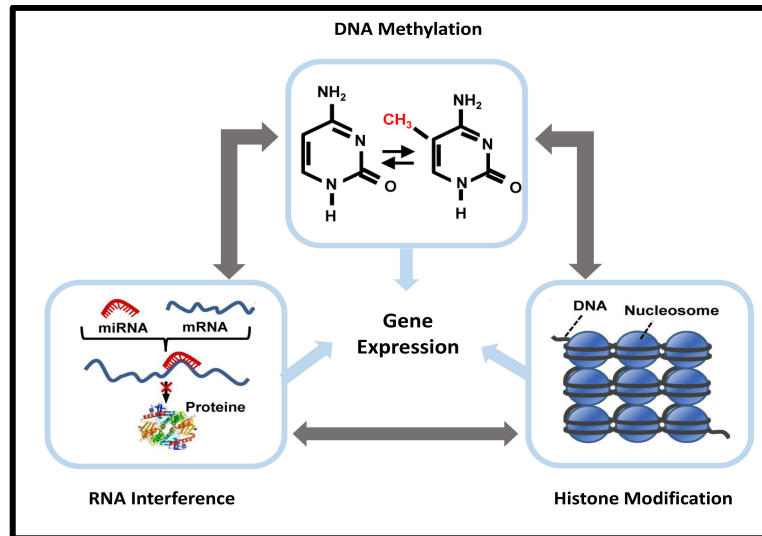 DNA Methylation
NH₂
N
N
H
O
CH₃
NH₂
N
N
H
O
miRNA
mRNA
Proteine
Gene
Expression
DNA
Nucleosome
RNA Interference
Histone Modification